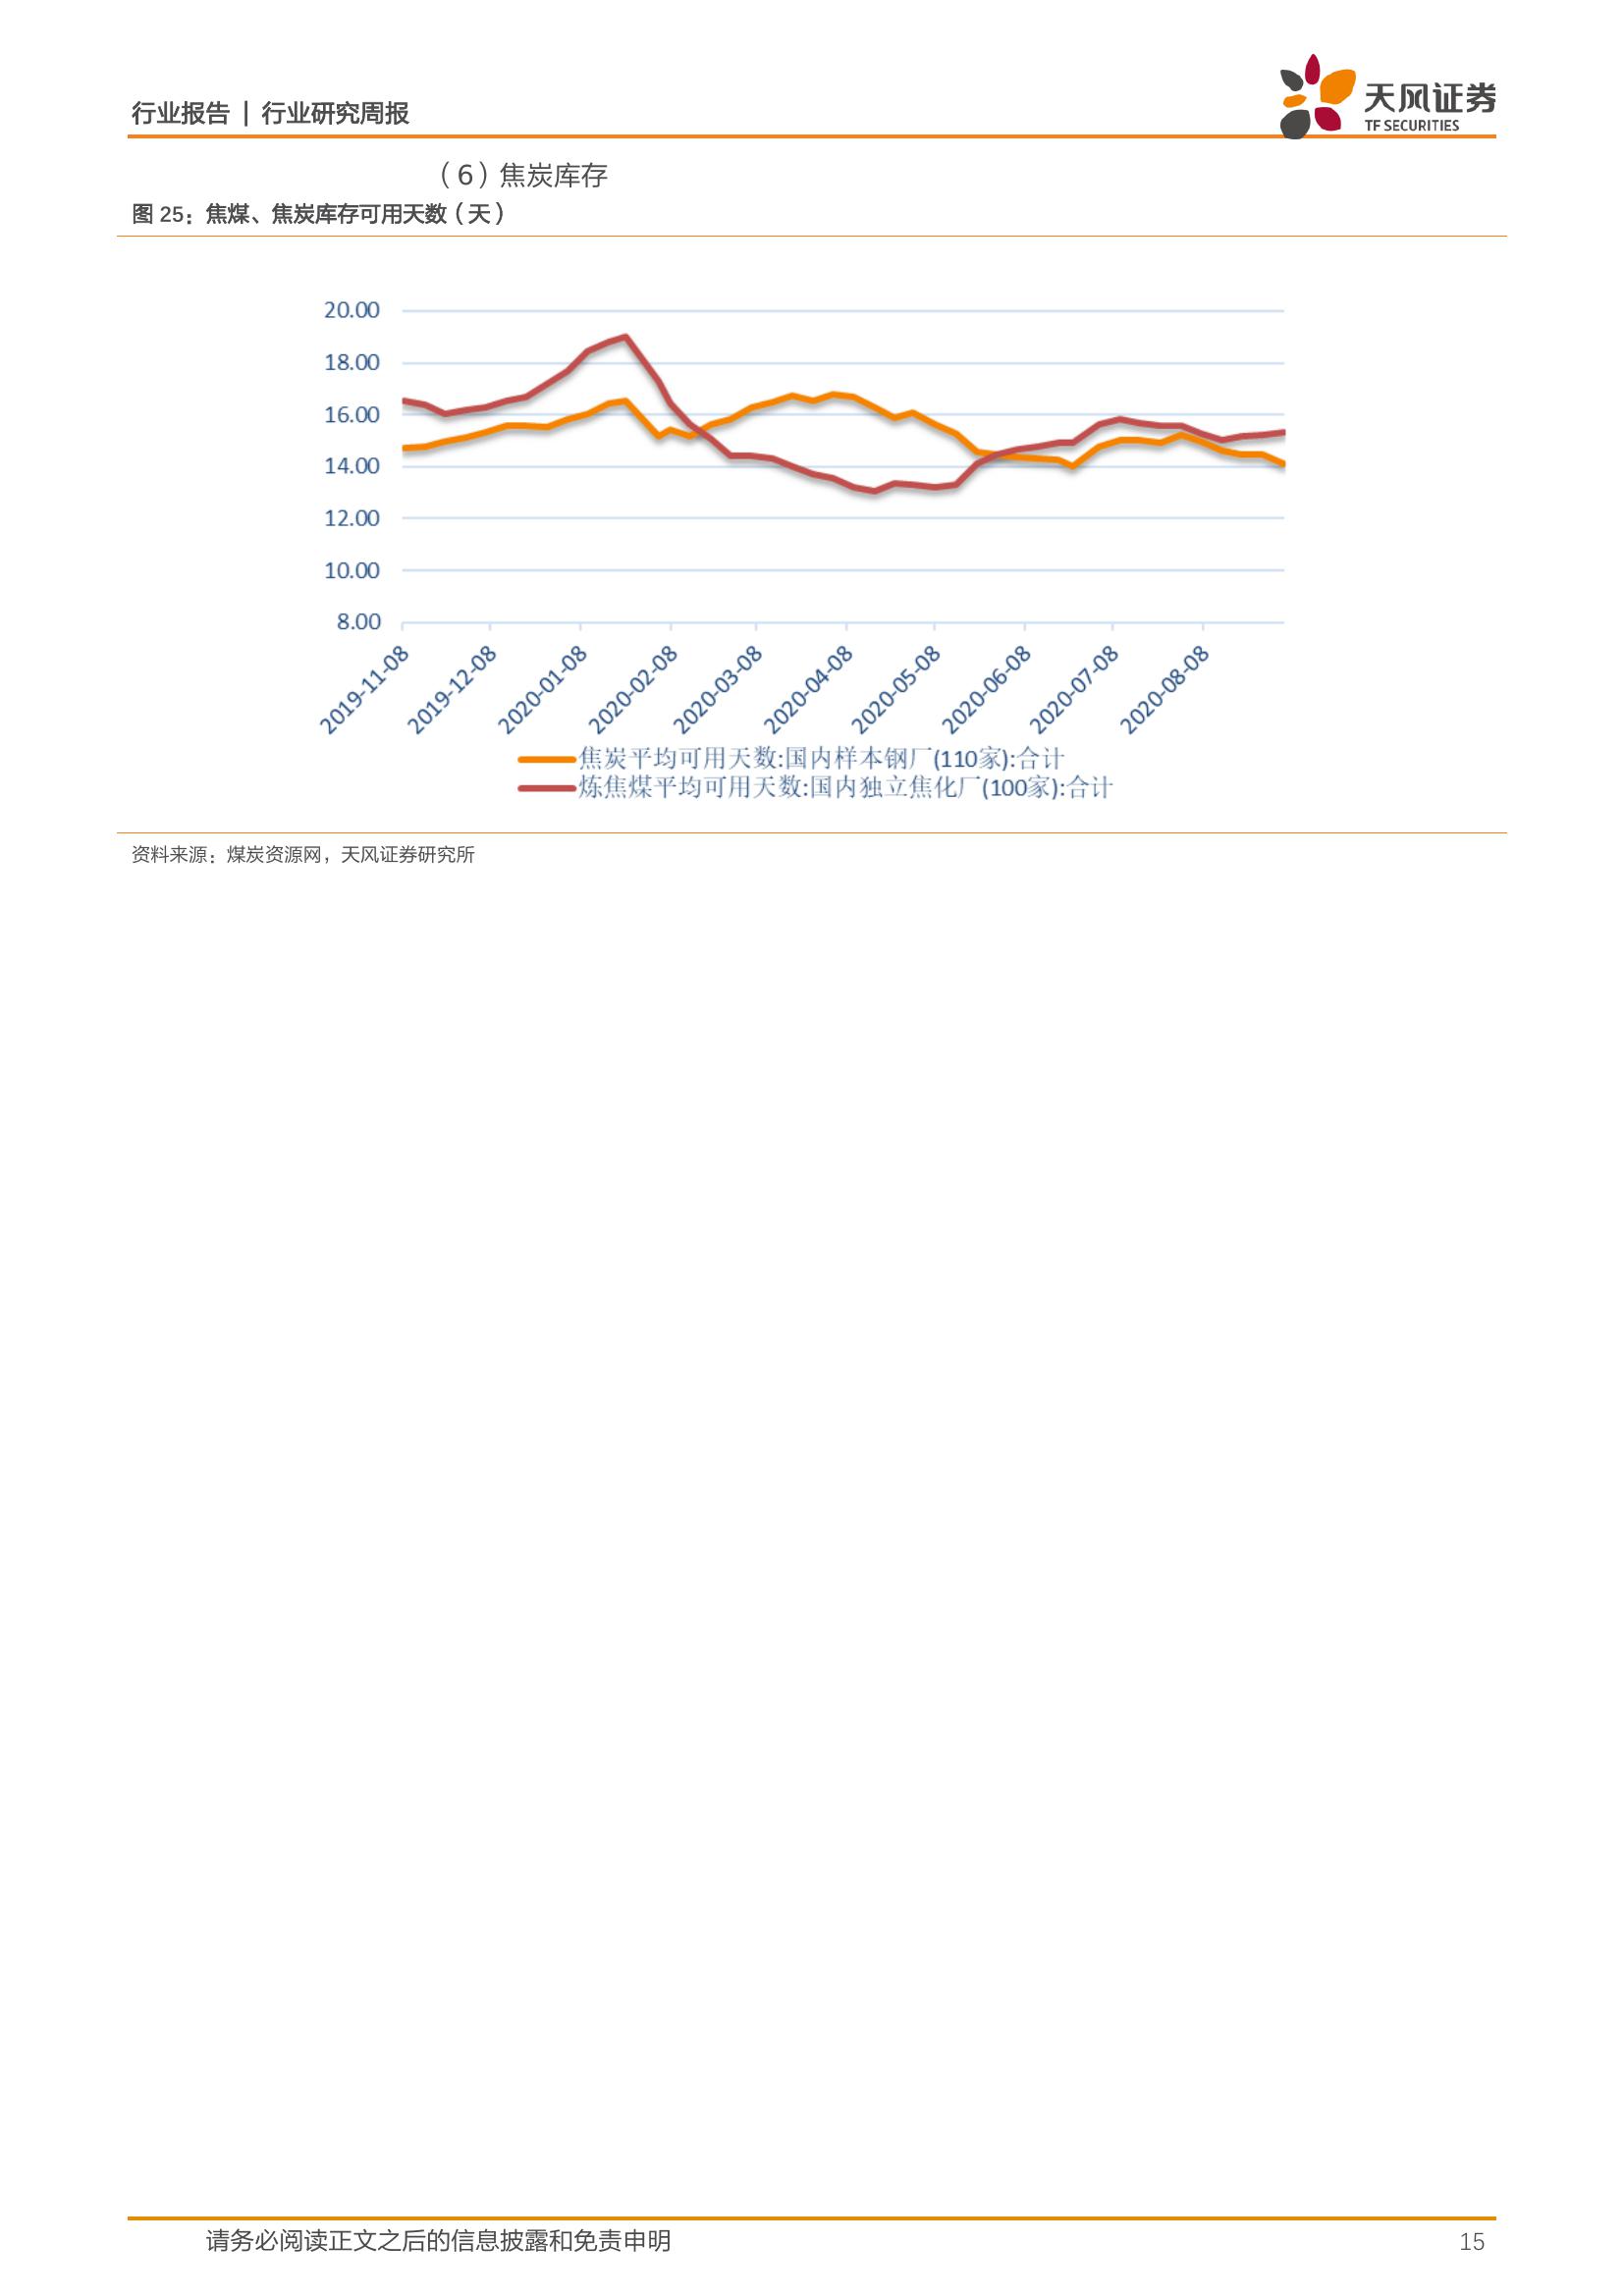 行业报告 | 行业研究周报
天风证券
TF SECURITIES
（6）焦炭库存
图 25：焦煤、焦炭库存可用天数（天）
20.00
18.00
16.00
14.00
12.00
10.00
8.00
2019-11-08
2019-12-08
2020-01-08
2020-02-08
2020-03-08
2020-04-08
2020-05-08
2020-06-08
2020-07-08
2020-08-08
焦炭平均可用天数:国内样本钢厂(110家):合计
炼焦煤平均可用天数:国内独立焦化厂(100家):合计
资料来源：煤炭资源网，天风证券研究所
请务必阅读正文之后的信息披露和免责申明 15